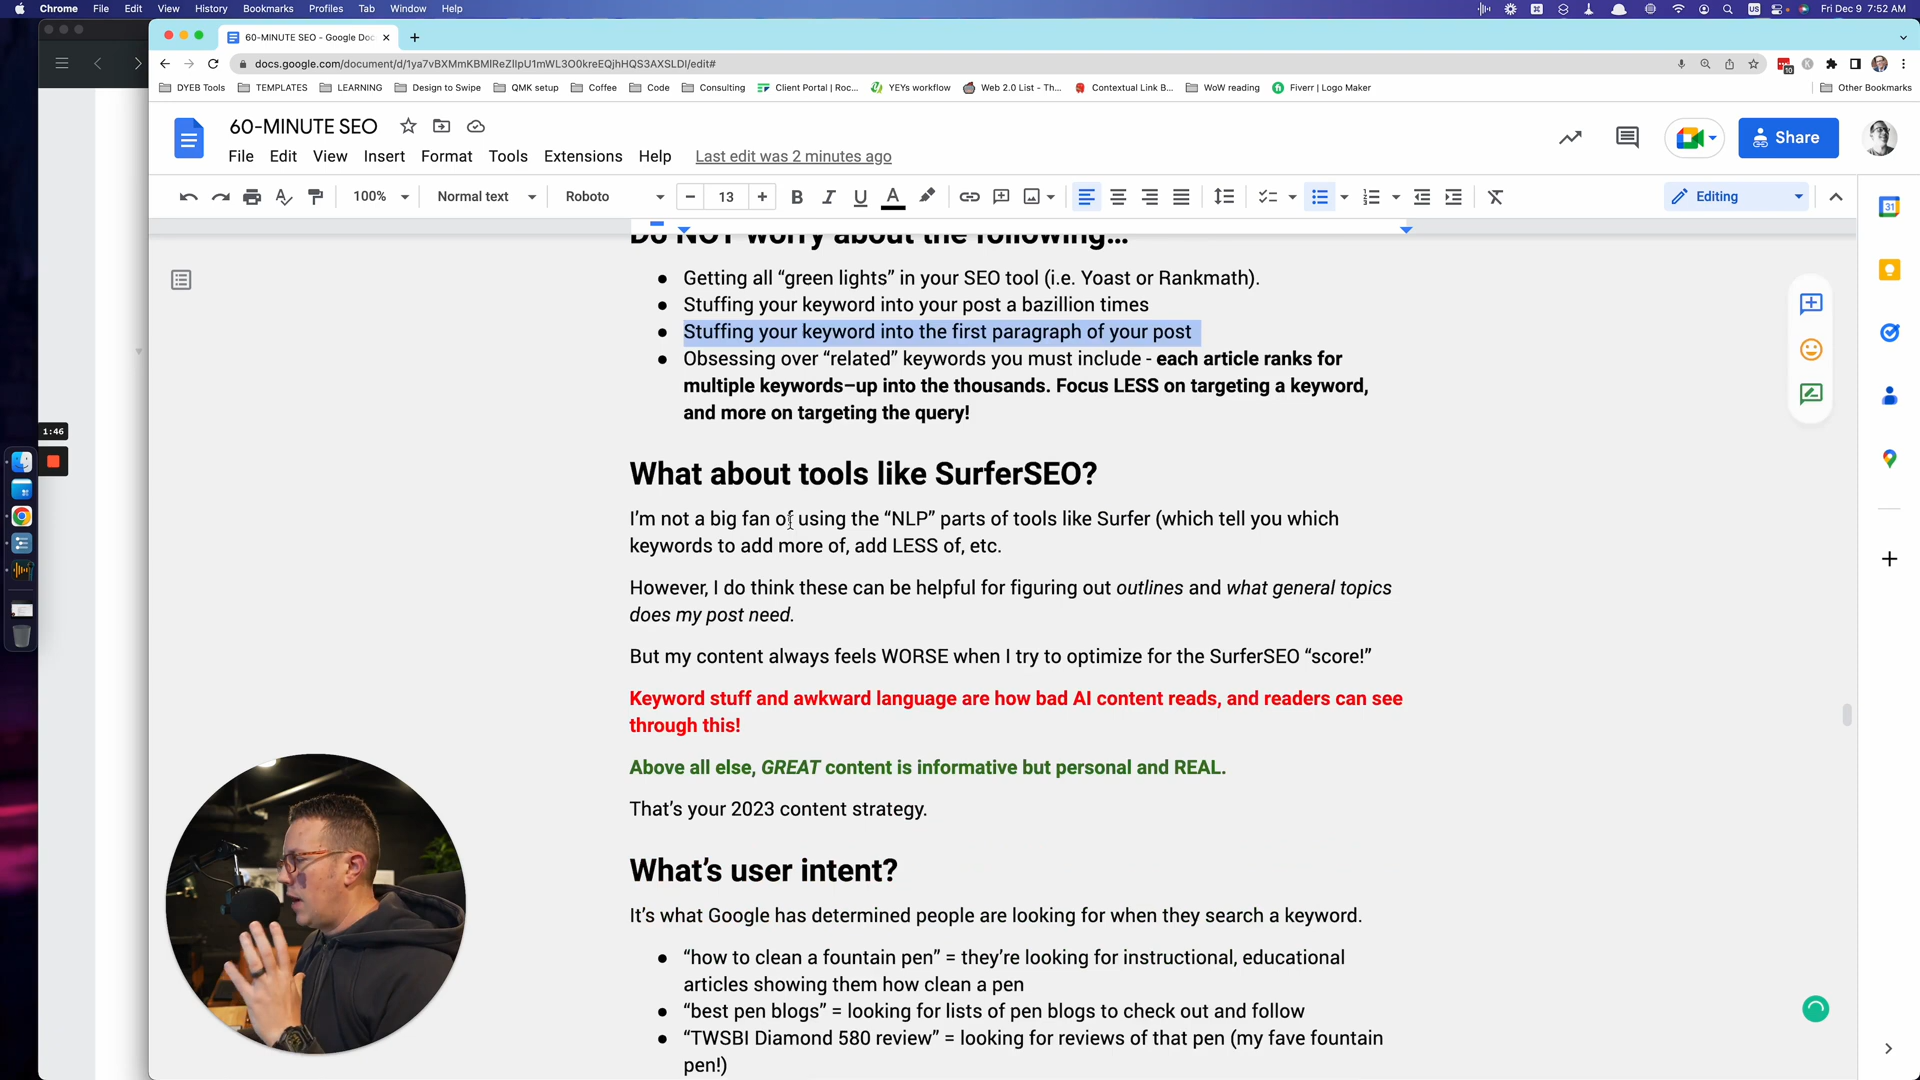 Chrome File Edit View History Bookmarks Profiles Tab Window Help
US
Fri Dec 9 7:52 AM
60-MINUTE SEO - Google Doc
docs.google.com/document/d/
/edit#
10
DYEB Tools TEMPLATES LEARNING Design to Swipe QMK setup Coffee Code Consulting Client Portal | Roc... YEYs workflow Web 2.0 List - Th... Contextual Link B... WoW reading Fiverr | Logo Maker Other Bookmarks
60-MINUTE SEO
Share
File Edit View Insert Format Tools Extensions Help Last edit was 2 minutes ago
100% Normal text Roboto 13 B I U A Editing
31
Do NOT worry about the following...
● Getting all “green lights” in your SEO tool (i.e. Yoast or Rankmath).
● Stuffing your keyword into your post a bazillion times
● Stuffing your keyword into the first paragraph of your post
● Obsessing over “related” keywords you must include - each article ranks for
multiple keywords–up into the thousands. Focus LESS on targeting a keyword,
and more on targeting the query!
1:46
What about tools like SurferSEO?
I’m not a big fan of using the “NLP” parts of tools like Surfer (which tell you which
keywords to add more of, add LESS of, etc.
However, I do think these can be helpful for figuring out outlines and what general topics
does my post need.
But my content always feels WORSE when I try to optimize for the SurferSEO “score!”
Keyword stuff and awkward language are how bad AI content reads, and readers can see
through this!
Above all else, GREAT content is informative but personal and REAL.
That’s your 2023 content strategy.
What’s user intent?
It’s what Google has determined people are looking for when they search a keyword.
● “how to clean a fountain pen” = they’re looking for instructional, educational
articles showing them how clean a pen
● “best pen blogs” = looking for lists of pen blogs to check out and follow
● “TWSBI Diamond 580 review” = looking for reviews of that pen (my fave fountain
pen!)